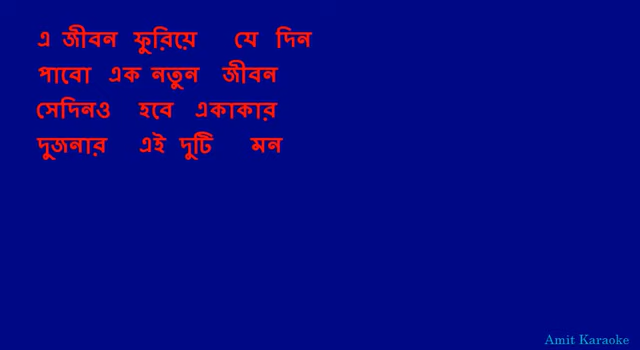 এ জীবন ফুরিয়ে যে দিন
পাবো এক নতুন জীবন
সেদিনও হবে একাকার
দুজনার এই দুটি মন
Amit Karaoke